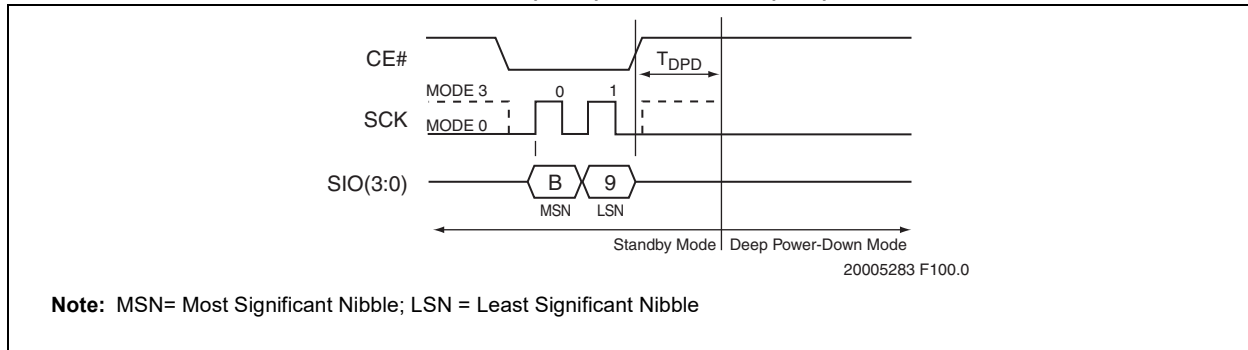 CE#
T_DPD
MODE 3
0 1
SCK
MODE 0
SIO(3:0)
B 9
MSN LSN
Standby Mode Deep Power-Down Mode
20005283 F100.0
Note: MSN= Most Significant Nibble; LSN = Least Significant Nibble